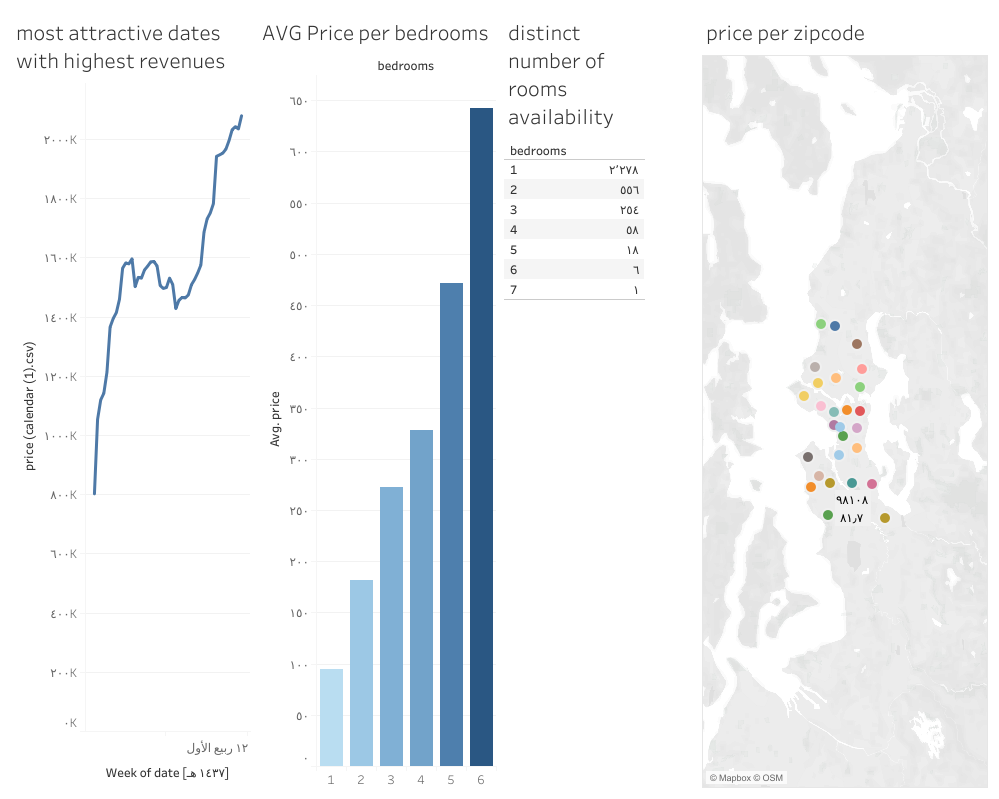 most attractive dates
with highest revenues
٢٠٠٠K
١٨٠٠K
١٦٠٠K
١٤٠٠K
١٢٠٠K
١٠٠٠K
٨٠٠K
٦٠٠K
٤٠٠K
٢٠٠K
٠K
price (calendar (1).csv)
١٢ ربيع الأول
Week of date [١٤٣٧ هـ]
AVG Price per bedrooms
bedrooms
٦٥٠
٦٠٠
٥٥٠
٥٠٠
٤٥٠
٤٠٠
٣٥٠
٣٠٠
٢٥٠
٢٠٠
١٥٠
١٠٠
٥٠
٠
Avg. price
1 2 3 4 5 6
distinct
number of
rooms
availability
bedrooms
1 ٢٬٢٧٨
2 ٥٥٦
3 ٢٥٤
4 ٥٨
5 ١٨
6 ٦
7 ١
price per zipcode
٩٨١٠٨
٨١٫٧
© Mapbox © OSM